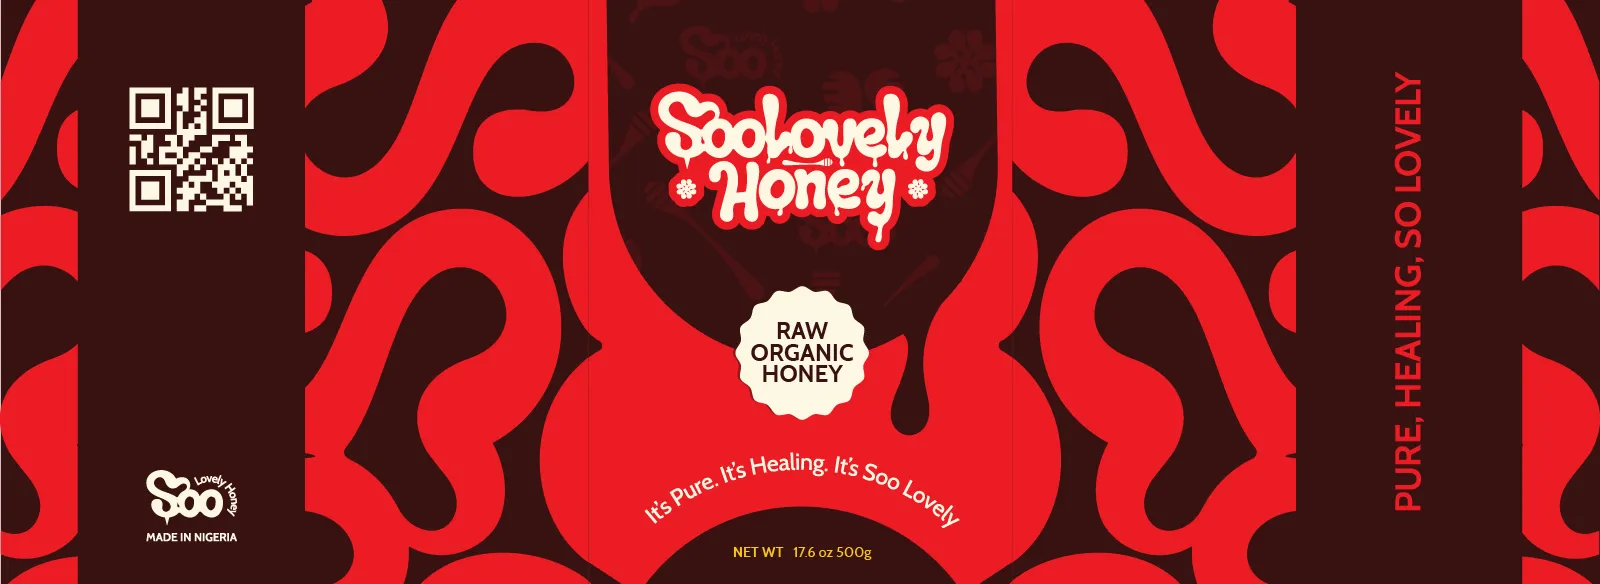 Soo Lovely Honey
MADE IN NIGERIA
Soo
SooLovely
Honey
RAW
ORGANIC
HONEY
It's Pure. It's Healing. It's Soo Lovely
NET WT 17.6 oz 500g
PURE, HEALING, SO LOVELY